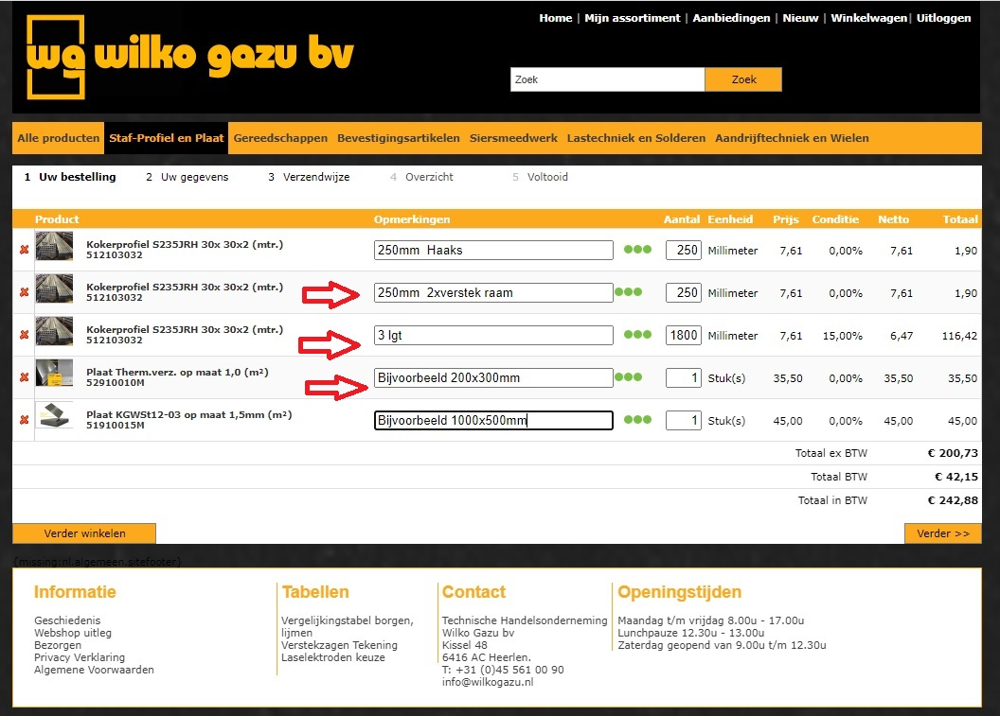 Home | Mijn assortiment | Aanbiedingen | Nieuw | Winkelwagen | Uitloggen
wg wilko gazu bv
Zoek Zoek
Alle producten Staf-Profiel en Plaat Gereedschappen Bevestigingsartikelen Siersmeedwerk Lastechniek en Solderen Aandrijftechniek en Wielen
1 Uw bestelling 2 Uw gegevens 3 Verzendwijze 4 Overzicht 5 Voltooid
Product Opmerkingen Aantal Eenheid Prijs Conditie Netto Totaal
Kokerprofiel S235JRH 30x 30x2 (mtr.)
512103032
250mm Haaks 250 Millimeter 7,61 0,00% 7,61 1,90
Kokerprofiel S235JRH 30x 30x2 (mtr.)
512103032
250mm 2xverstek raam 250 Millimeter 7,61 0,00% 7,61 1,90
Kokerprofiel S235JRH 30x 30x2 (mtr.)
512103032
3 lgt 1800 Millimeter 7,61 15,00% 6,47 116,42
Plaat Therm.verz. op maat 1,0 (m²)
52910010M
Bijvoorbeeld 200x300mm 1 Stuk(s) 35,50 0,00% 35,50 35,50
Plaat KGWSt12-03 op maat 1,5mm (m²)
51910015M
Bijvoorbeeld 1000x500mm 1 Stuk(s) 45,00 0,00% 45,00 45,00
Totaal ex BTW € 200,73
Totaal BTW € 42,15
Totaal in BTW € 242,88
Verder winkelen Verder >>
{missing:nl.algemeen.sitefooter}
Informatie
Geschiedenis
Webshop uitleg
Bezorgen
Privacy Verklaring
Algemene Voorwaarden
Tabellen
Vergelijkingstabel borgen,
lijmen
Verstekzagen Tekening
Laselektroden keuze
Contact
Technische Handelsonderneming
Wilko Gazu bv
Kissel 48
6416 AC Heerlen.
T: +31 (0)45 561 00 90
info@wilkogazu.nl
Openingstijden
Maandag t/m vrijdag 8.00u - 17.00u
Lunchpauze 12.30u - 13.00u
Zaterdag geopend van 9.00u t/m 12.30u